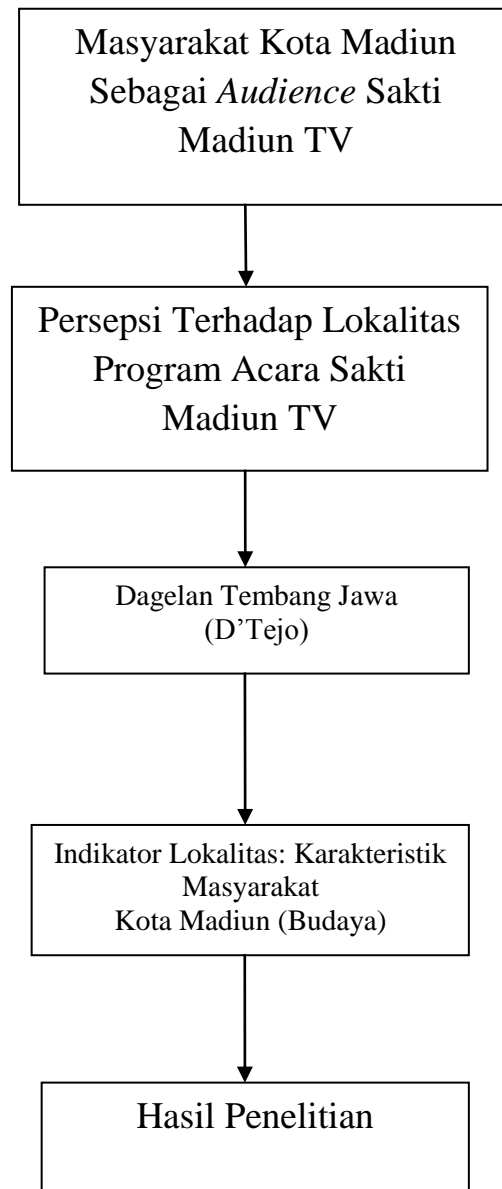 Masyarakat Kota Madiun
Sebagai Audience Sakti
Madiun TV
Persepsi Terhadap Lokalitas
Program Acara Sakti
Madiun TV
Dagelan Tembang Jawa
(D’Tejo)
Indikator Lokalitas: Karakteristik
Masyarakat
Kota Madiun (Budaya)
Hasil Penelitian